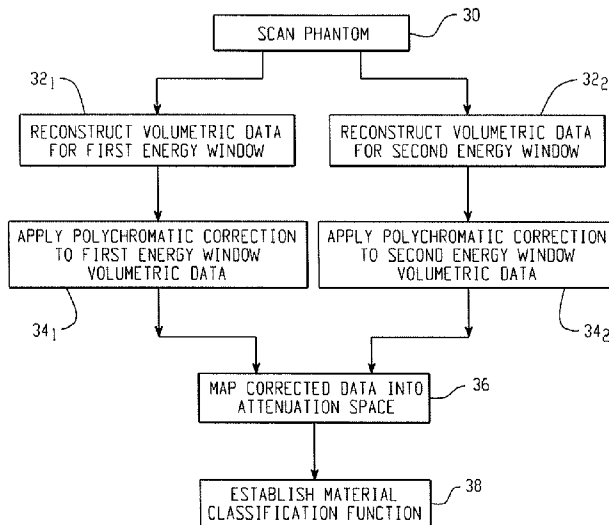 SCAN PHANTOM
30
32₁
32₂
RECONSTRUCT VOLUMETRIC DATA
FOR FIRST ENERGY WINDOW
RECONSTRUCT VOLUMETRIC DATA
FOR SECOND ENERGY WINDOW
APPLY POLYCHROMATIC CORRECTION
TO FIRST ENERGY WINDOW
VOLUMETRIC DATA
APPLY POLYCHROMATIC CORRECTION
TO SECOND ENERGY WINDOW
VOLUMETRIC DATA
34₁
34₂
MAP CORRECTED DATA INTO
ATTENUATION SPACE
36
ESTABLISH MATERIAL
CLASSIFICATION FUNCTION
38